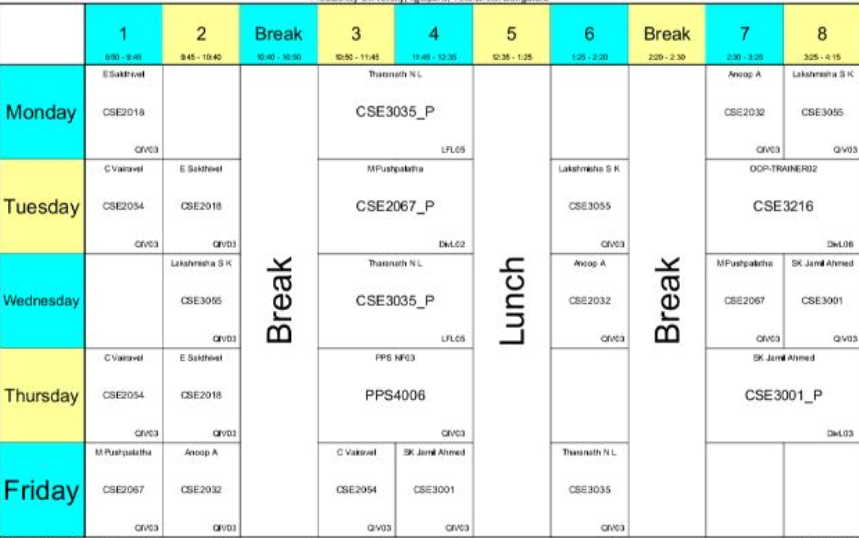 1 2 Break 3 4 5 6 Break 7 8
8:50 - 9:45 9:45 - 10:40 10:40 - 10:50 10:50 - 11:45 11:45 - 12:35 12:35 - 1:25 1:25 - 2:20 2:20 - 2:30 2:30 - 3:25 3:25 - 4:15
Monday
E Sakthivel
CSE2018
QIV03
Tharanath N L
CSE3035_P
LFL05
Anoop A
CSE2032
QIV03
Lakshmisha S K
CSE3055
QIV03
Tuesday
C Vairavel
CSE2054
QIV03
E Sakthivel
CSE2018
QIV03
M Pushpalatha
CSE2067_P
DivL02
Lakshmisha S K
CSE3055
QIV03
OOP-TRAINER02
CSE3216
DivL06
Wednesday
Lakshmisha S K
CSE3055
QIV03
Break
Tharanath N L
CSE3035_P
LFL05
Lunch
Anoop A
CSE2032
QIV03
Break
M Pushpalatha
CSE2067
QIV03
SK Jamil Ahmed
CSE3001
QIV03
Thursday
C Vairavel
CSE2054
QIV03
E Sakthivel
CSE2018
QIV03
PPS NF03
PPS4006
QIV03
SK Jamil Ahmed
CSE3001_P
DivL03
Friday
M Pushpalatha
CSE2067
QIV03
Anoop A
CSE2032
QIV03
C Vairavel
CSE2054
QIV03
SK Jamil Ahmed
CSE3001
QIV03
Tharanath N L
CSE3035
QIV03